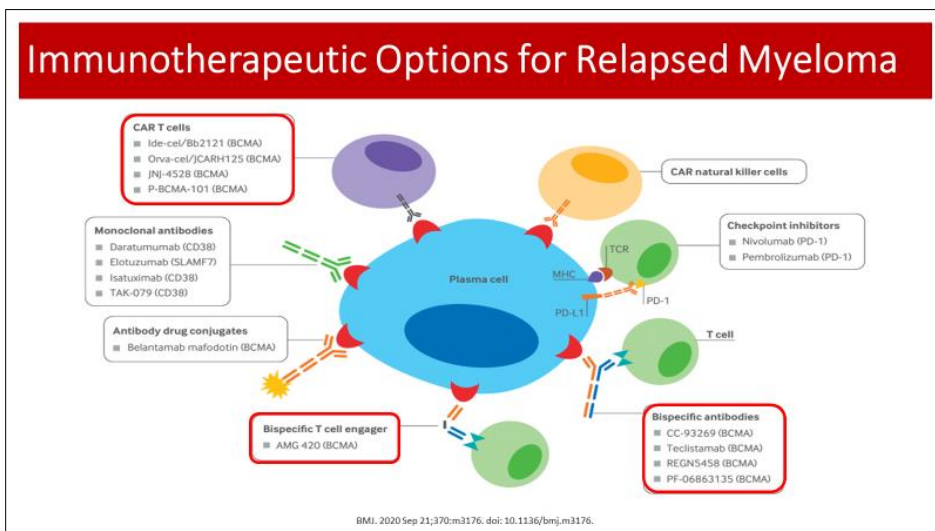 Immunotherapeutic Options for Relapsed Myeloma
CAR T cells
Ide-cel/Bb2121 (BCMA)
Orva-cel/JCARH125 (BCMA)
JNJ-4528 (BCMA)
P-BCMA-101 (BCMA)
CAR natural killer cells
Monoclonal antibodies
Daratumumab (CD38)
Elotuzumab (SLAMF7)
Isatuximab (CD38)
TAK-079 (CD38)
Checkpoint inhibitors
Nivolumab (PD-1)
Pembrolizumab (PD-1)
TCR
MHC
Plasma cell
PD-L1
PD-1
Antibody drug conjugates
Belantamab mafodotin (BCMA)
T cell
Bispecific T cell engager
AMG 420 (BCMA)
Bispecific antibodies
CC-93269 (BCMA)
Teclistamab (BCMA)
REGN5458 (BCMA)
PF-06863135 (BCMA)
BMJ. 2020 Sep 21;370:m3176. doi: 10.1136/bmj.m3176.